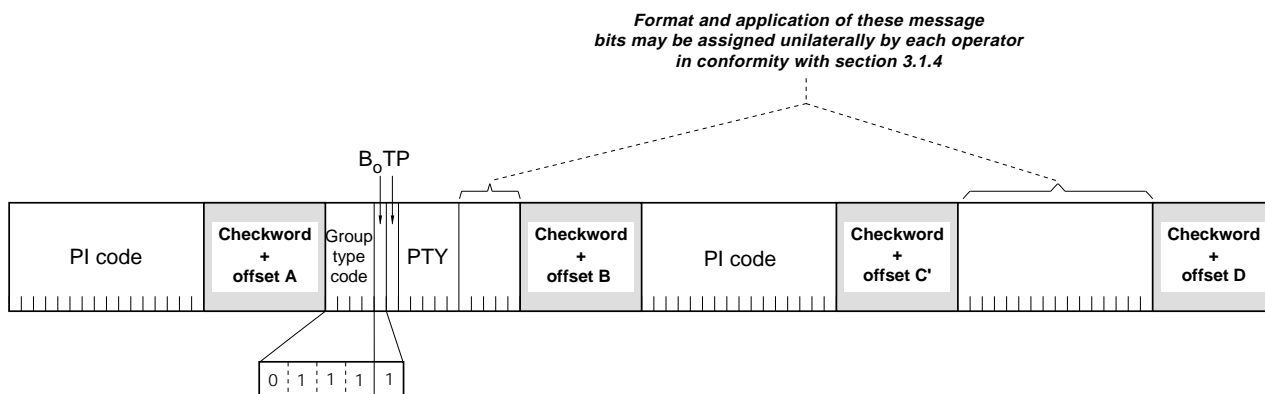 Format and application of these message
bits may be assigned unilaterally by each operator
in conformity with section 3.1.4
BoTP
PI code
Checkword
+
offset A
Group
type
code
PTY
Checkword
+
offset B
PI code
Checkword
+
offset C'
Checkword
+
offset D
0 1 1 1 1